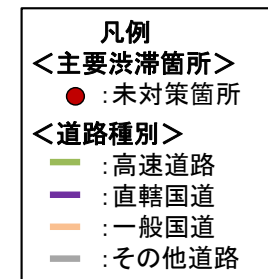 凡例
＜主要渋滞箇所＞
：未対策箇所
＜道路種別＞
：高速道路
：直轄国道
：一般国道
：その他道路